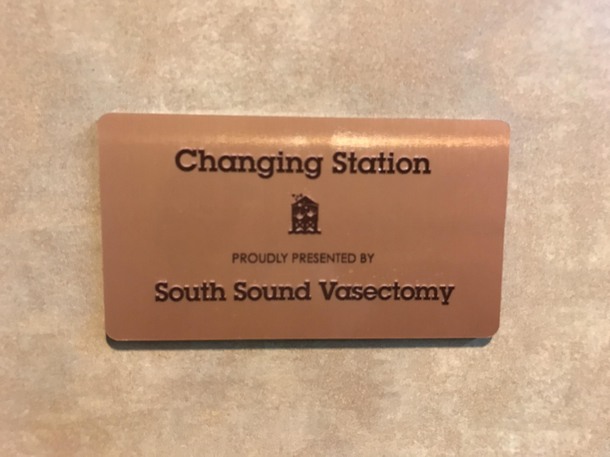 Changing Station
PROUDLY PRESENTED BY
South Sound Vasectomy